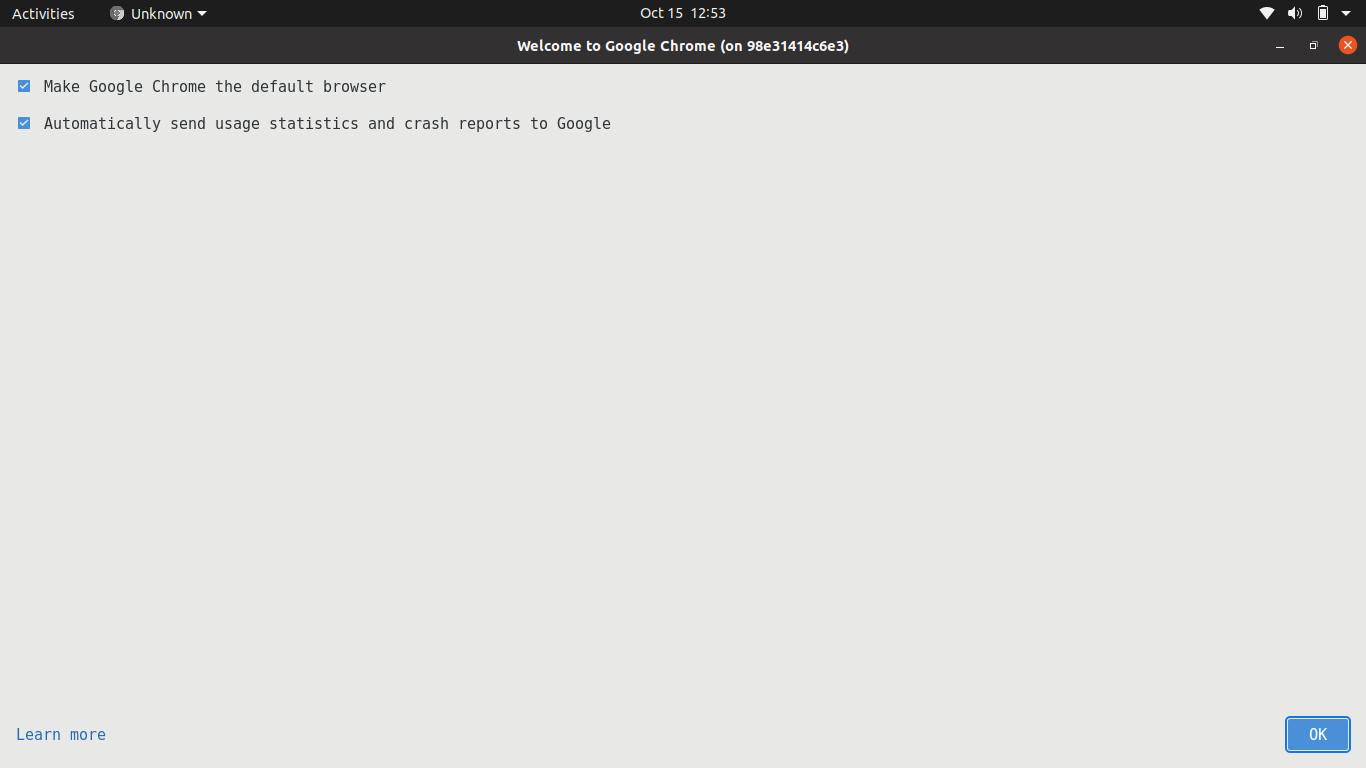 Activities Unknown Oct 15 12:53
Welcome to Google Chrome (on 98e31414c6e3)
Make Google Chrome the default browser
Automatically send usage statistics and crash reports to Google
Learn more OK